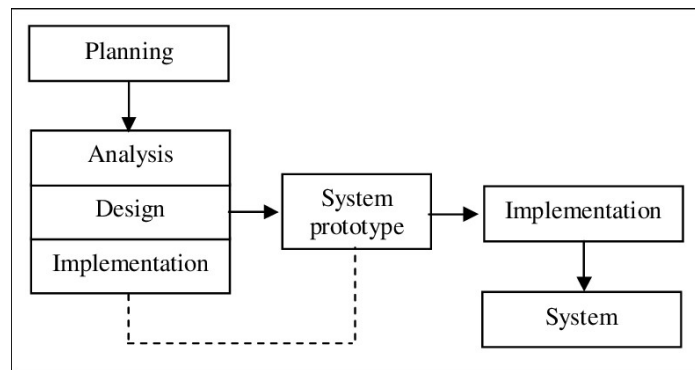 Planning
Analysis
Design
Implementation
System
prototype
Implementation
System